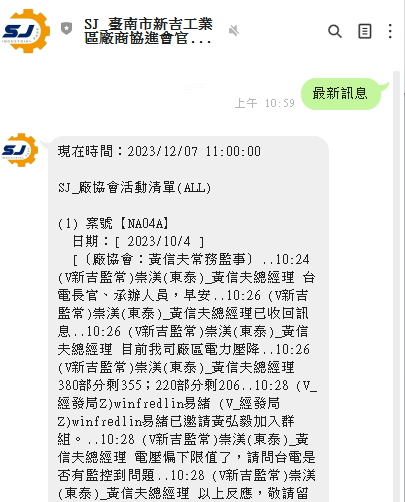 SJ_臺南市新吉工業
區廠商協進會官...
最新訊息
上午 10:59
現在時間：2023/12/07 11:00:00
SJ_廠協會活動清單(ALL)
(1) 案號【NA04A】
日期：[ 2023/10/4 ]
[〔廠協會：黃信夫常務監事〕..10:24
(V新吉監常)崇渼(東泰)_黃信夫總經理 台
電長官、承辦人員，早安..10:26 (V新吉
監常)崇渼(東泰)_黃信夫總經理已收回訊
息..10:26 (V新吉監常)崇渼(東泰)_黃信
夫總經理 目前我司廠區電力壓降..10:26
(V新吉監常)崇渼(東泰)_黃信夫總經理
380部分剩355；220部分剩206..10:28 (V_
經發局Z)winfredlin易緒 (V_經發局
Z)winfredlin易緒已邀請黃弘毅加入群
組。..10:28 (V新吉監常)崇渼(東泰)_黃
信夫總經理 電壓偏下限值了，請問台電是
否有監控到問題..10:28 (V新吉監常)崇渼
(東泰)_黃信夫總經理 以上反應，敬請留